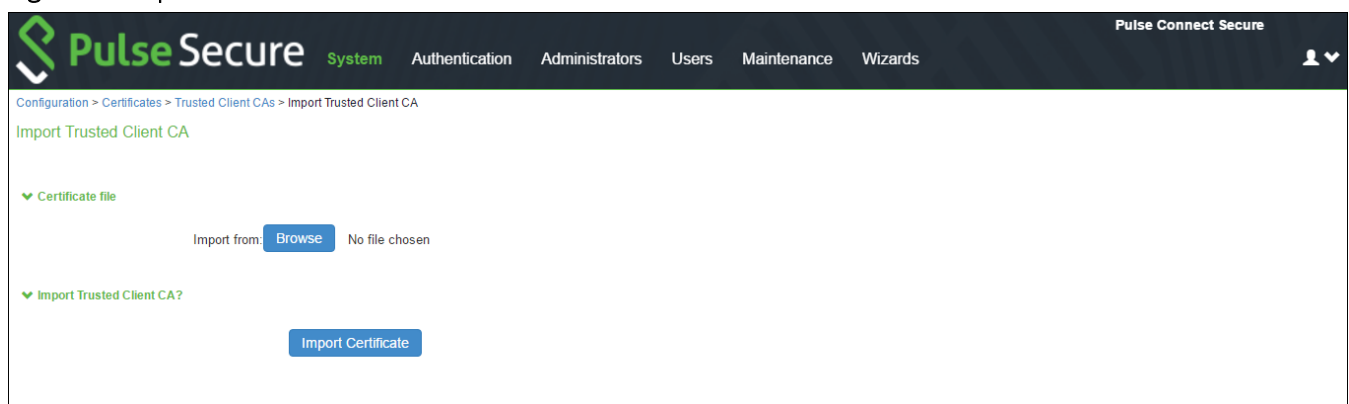 Pulse Connect Secure
Pulse Secure System Authentication Administrators Users Maintenance Wizards
Configuration > Certificates > Trusted Client CAs > Import Trusted Client CA
Import Trusted Client CA
Certificate file
Import from: Browse No file chosen
Import Trusted Client CA?
Import Certificate